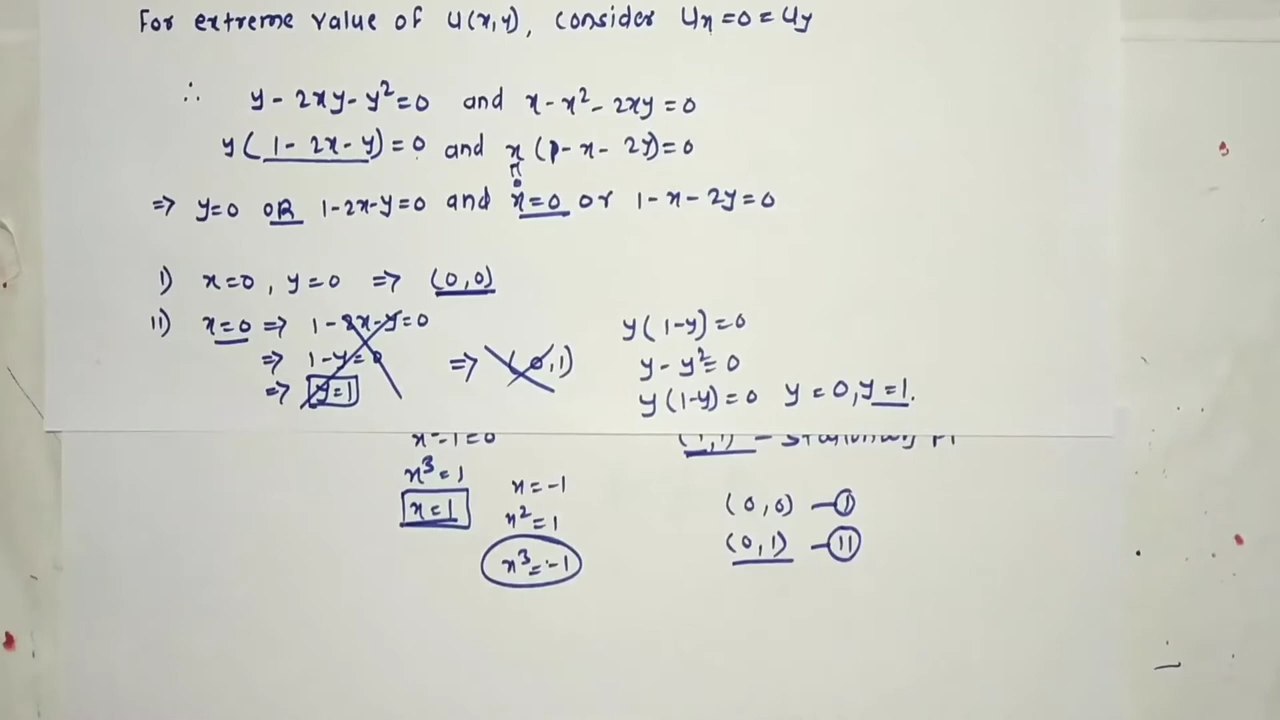 For extreme value of u(x,y), consider Ux=0=Uy
∴ y-2xy-y²=0 and x-x²-2xy=0
y(1-2x-y)=0 and x(1-x-2y)=0
=> y=0 OR 1-2x-y=0 and x=0 or 1-x-2y=0
i) x=0, y=0 => (0,0)
ii) x=0 => 1-2x-y=0
=> 1-y=0 => (0,1)
=> y=1
y(1-y)=0
y-y²=0
y(1-y)=0 y=0,y=1.
x³=1
x=1
x=-1
x²=1
x³=-1
(0,0) - I
(0,1) - II